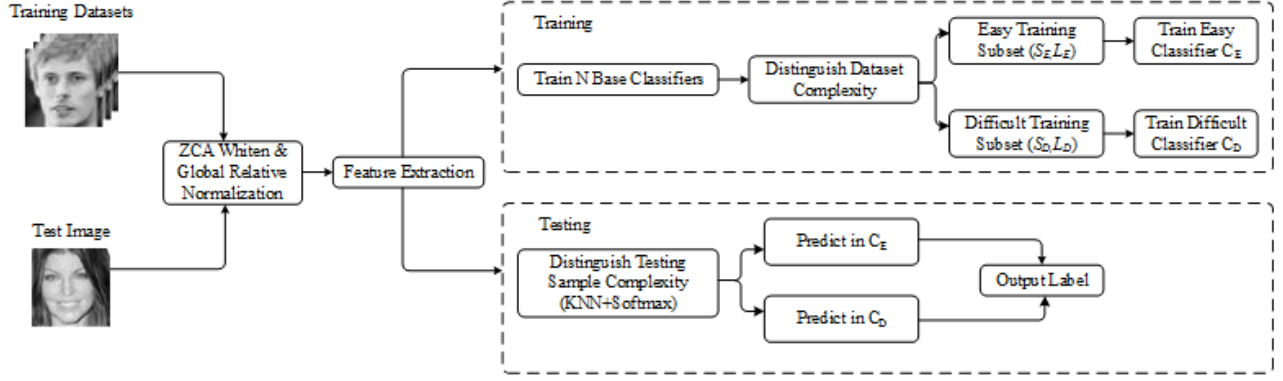 Training Datasets
ZCA Whiten &
Global Relative
Normalization
Test Image
Feature Extraction
Training
Train N Base Classifiers
Distinguish Dataset
Complexity
Easy Training
Subset (S_E,L_E)
Train Easy
Classifier C_E
Difficult Training
Subset (S_D,L_D)
Train Difficult
Classifier C_D
Testing
Distinguish Testing
Sample Complexity
(KNN+Softmax)
Predict in C_E
Predict in C_D
Output Label